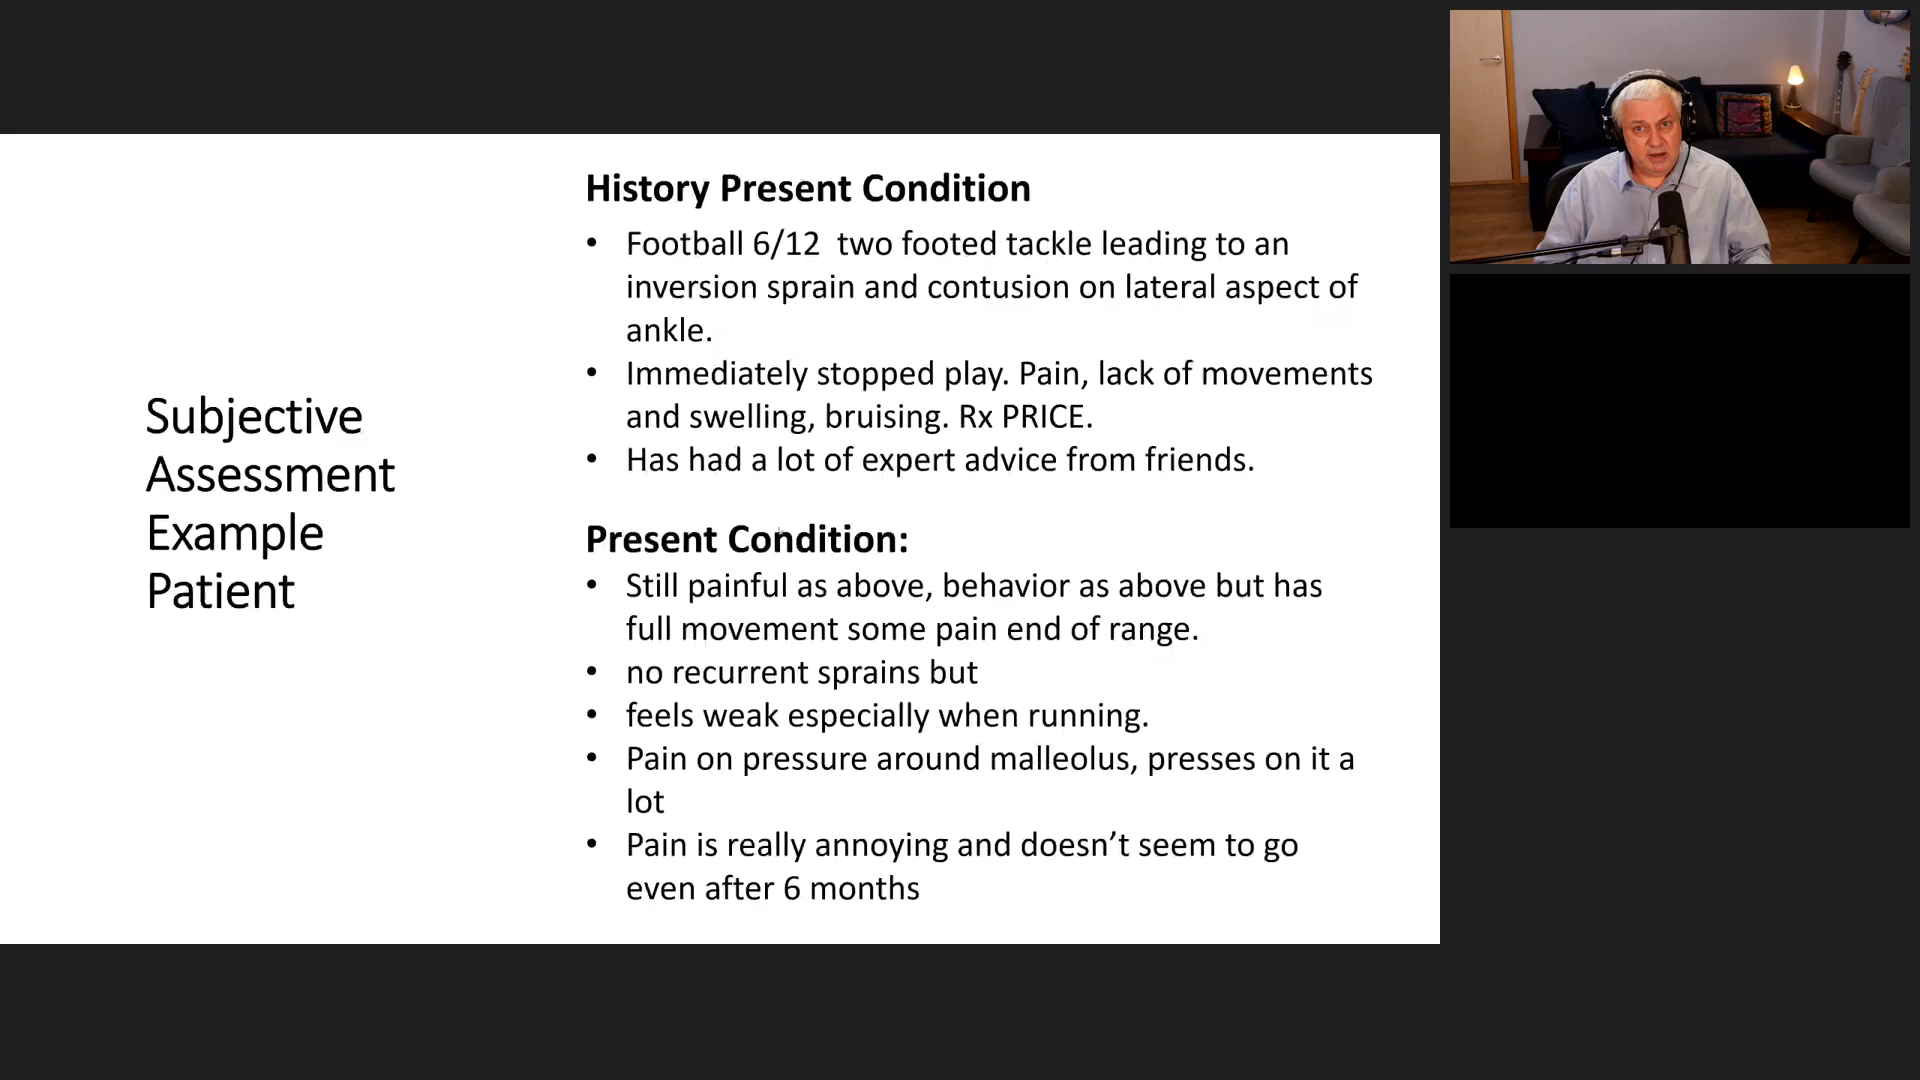 Subjective
Assessment
Example
Patient
History Present Condition
• Football 6/12  two footed tackle leading to an
inversion sprain and contusion on lateral aspect of
ankle.
• Immediately stopped play. Pain, lack of movements
and swelling, bruising. Rx PRICE.
• Has had a lot of expert advice from friends.
Present Condition:
• Still painful as above, behavior as above but has
full movement some pain end of range.
• no recurrent sprains but
• feels weak especially when running.
• Pain on pressure around malleolus, presses on it a
lot
• Pain is really annoying and doesn’t seem to go
even after 6 months